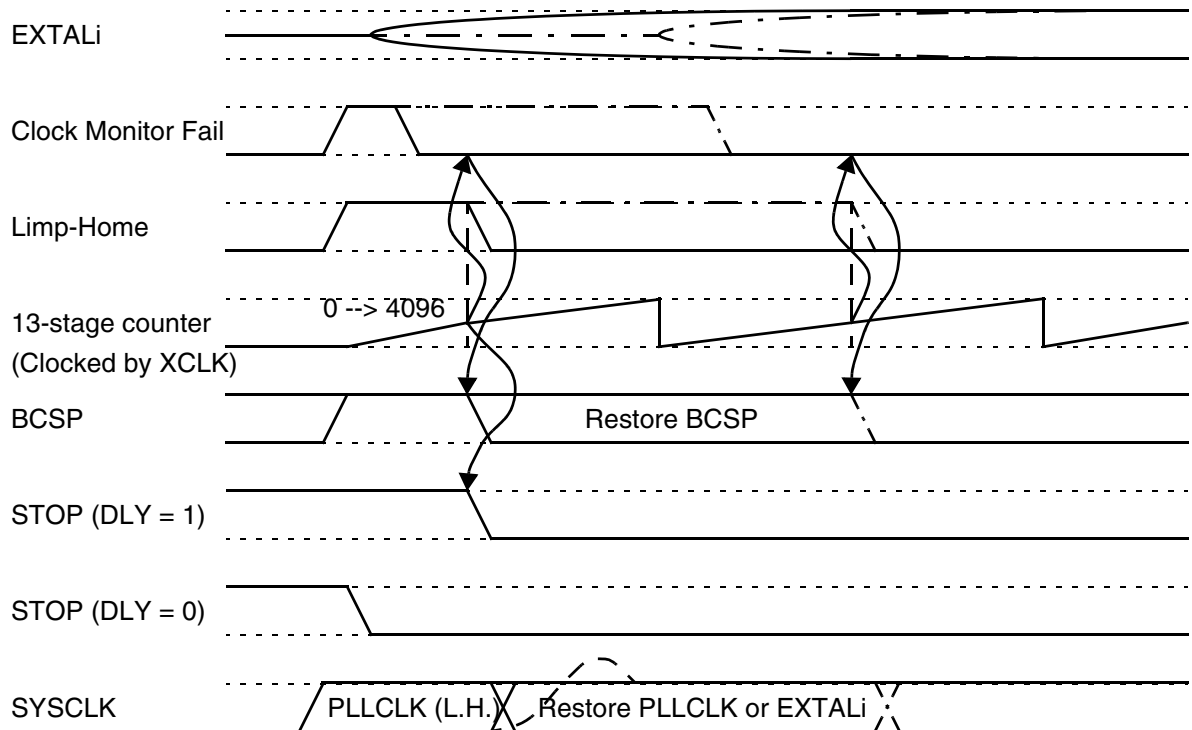 EXTALi
Clock Monitor Fail
Limp-Home
0 --> 4096
13-stage counter
(Clocked by XCLK)
BCSP
Restore BCSP
STOP (DLY = 1)
STOP (DLY = 0)
SYSCLK
PLLCLK (L.H.)
Restore PLLCLK or EXTALi